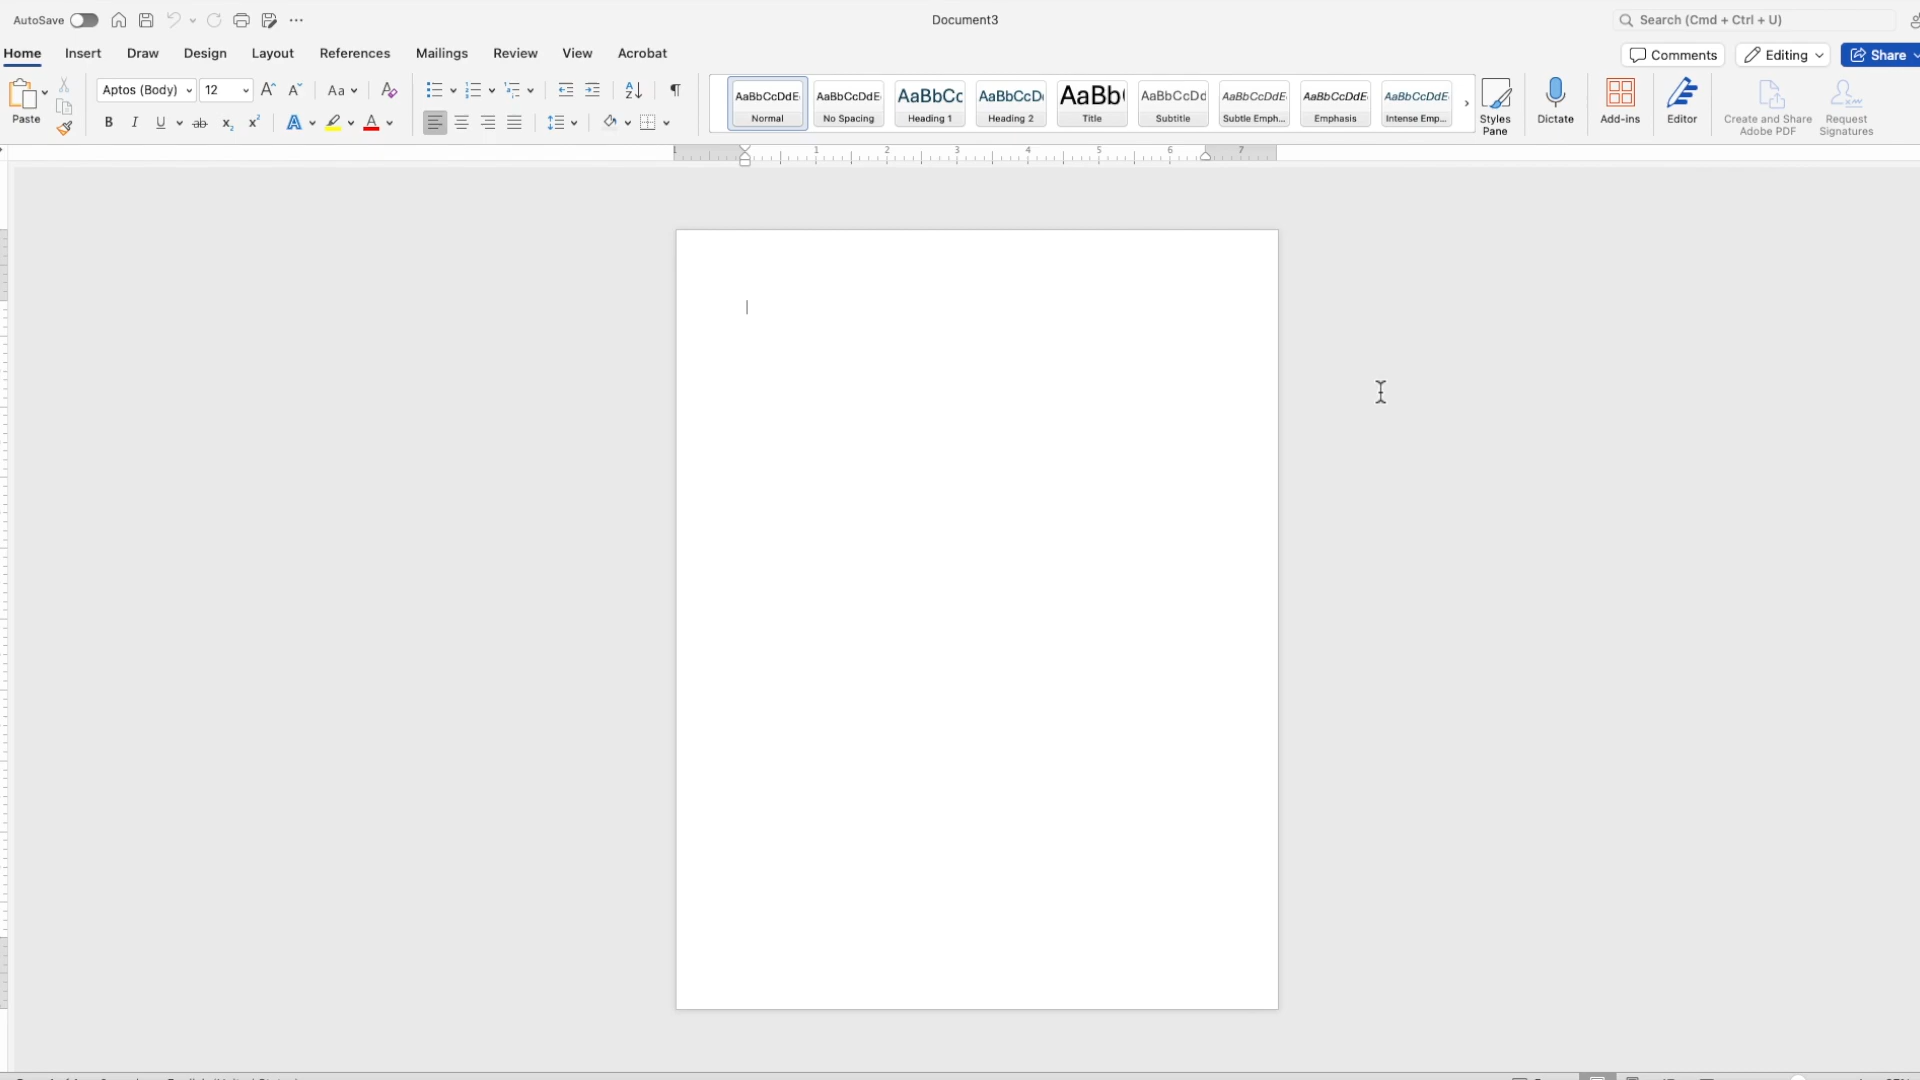 AutoSave
Document3
Search (Cmd + Ctrl + U)
Home Insert Draw Design Layout References Mailings Review View Acrobat
Comments Editing Share
Paste
Aptos (Body) 12
Aa
AaBbCcDdE AaBbCcDdE AaBbCc AaBbCcD AaBb AaBbCcDd AaBbCcDdE AaBbCcDdE AaBbCcDdE
Normal No Spacing Heading 1 Heading 2 Title Subtitle Subtle Emph... Emphasis Intense Emp...
Styles
Pane
Dictate
Add-ins
Editor
Create and Share
Adobe PDF
Request
Signatures
1 1 2 3 4 5 6 7